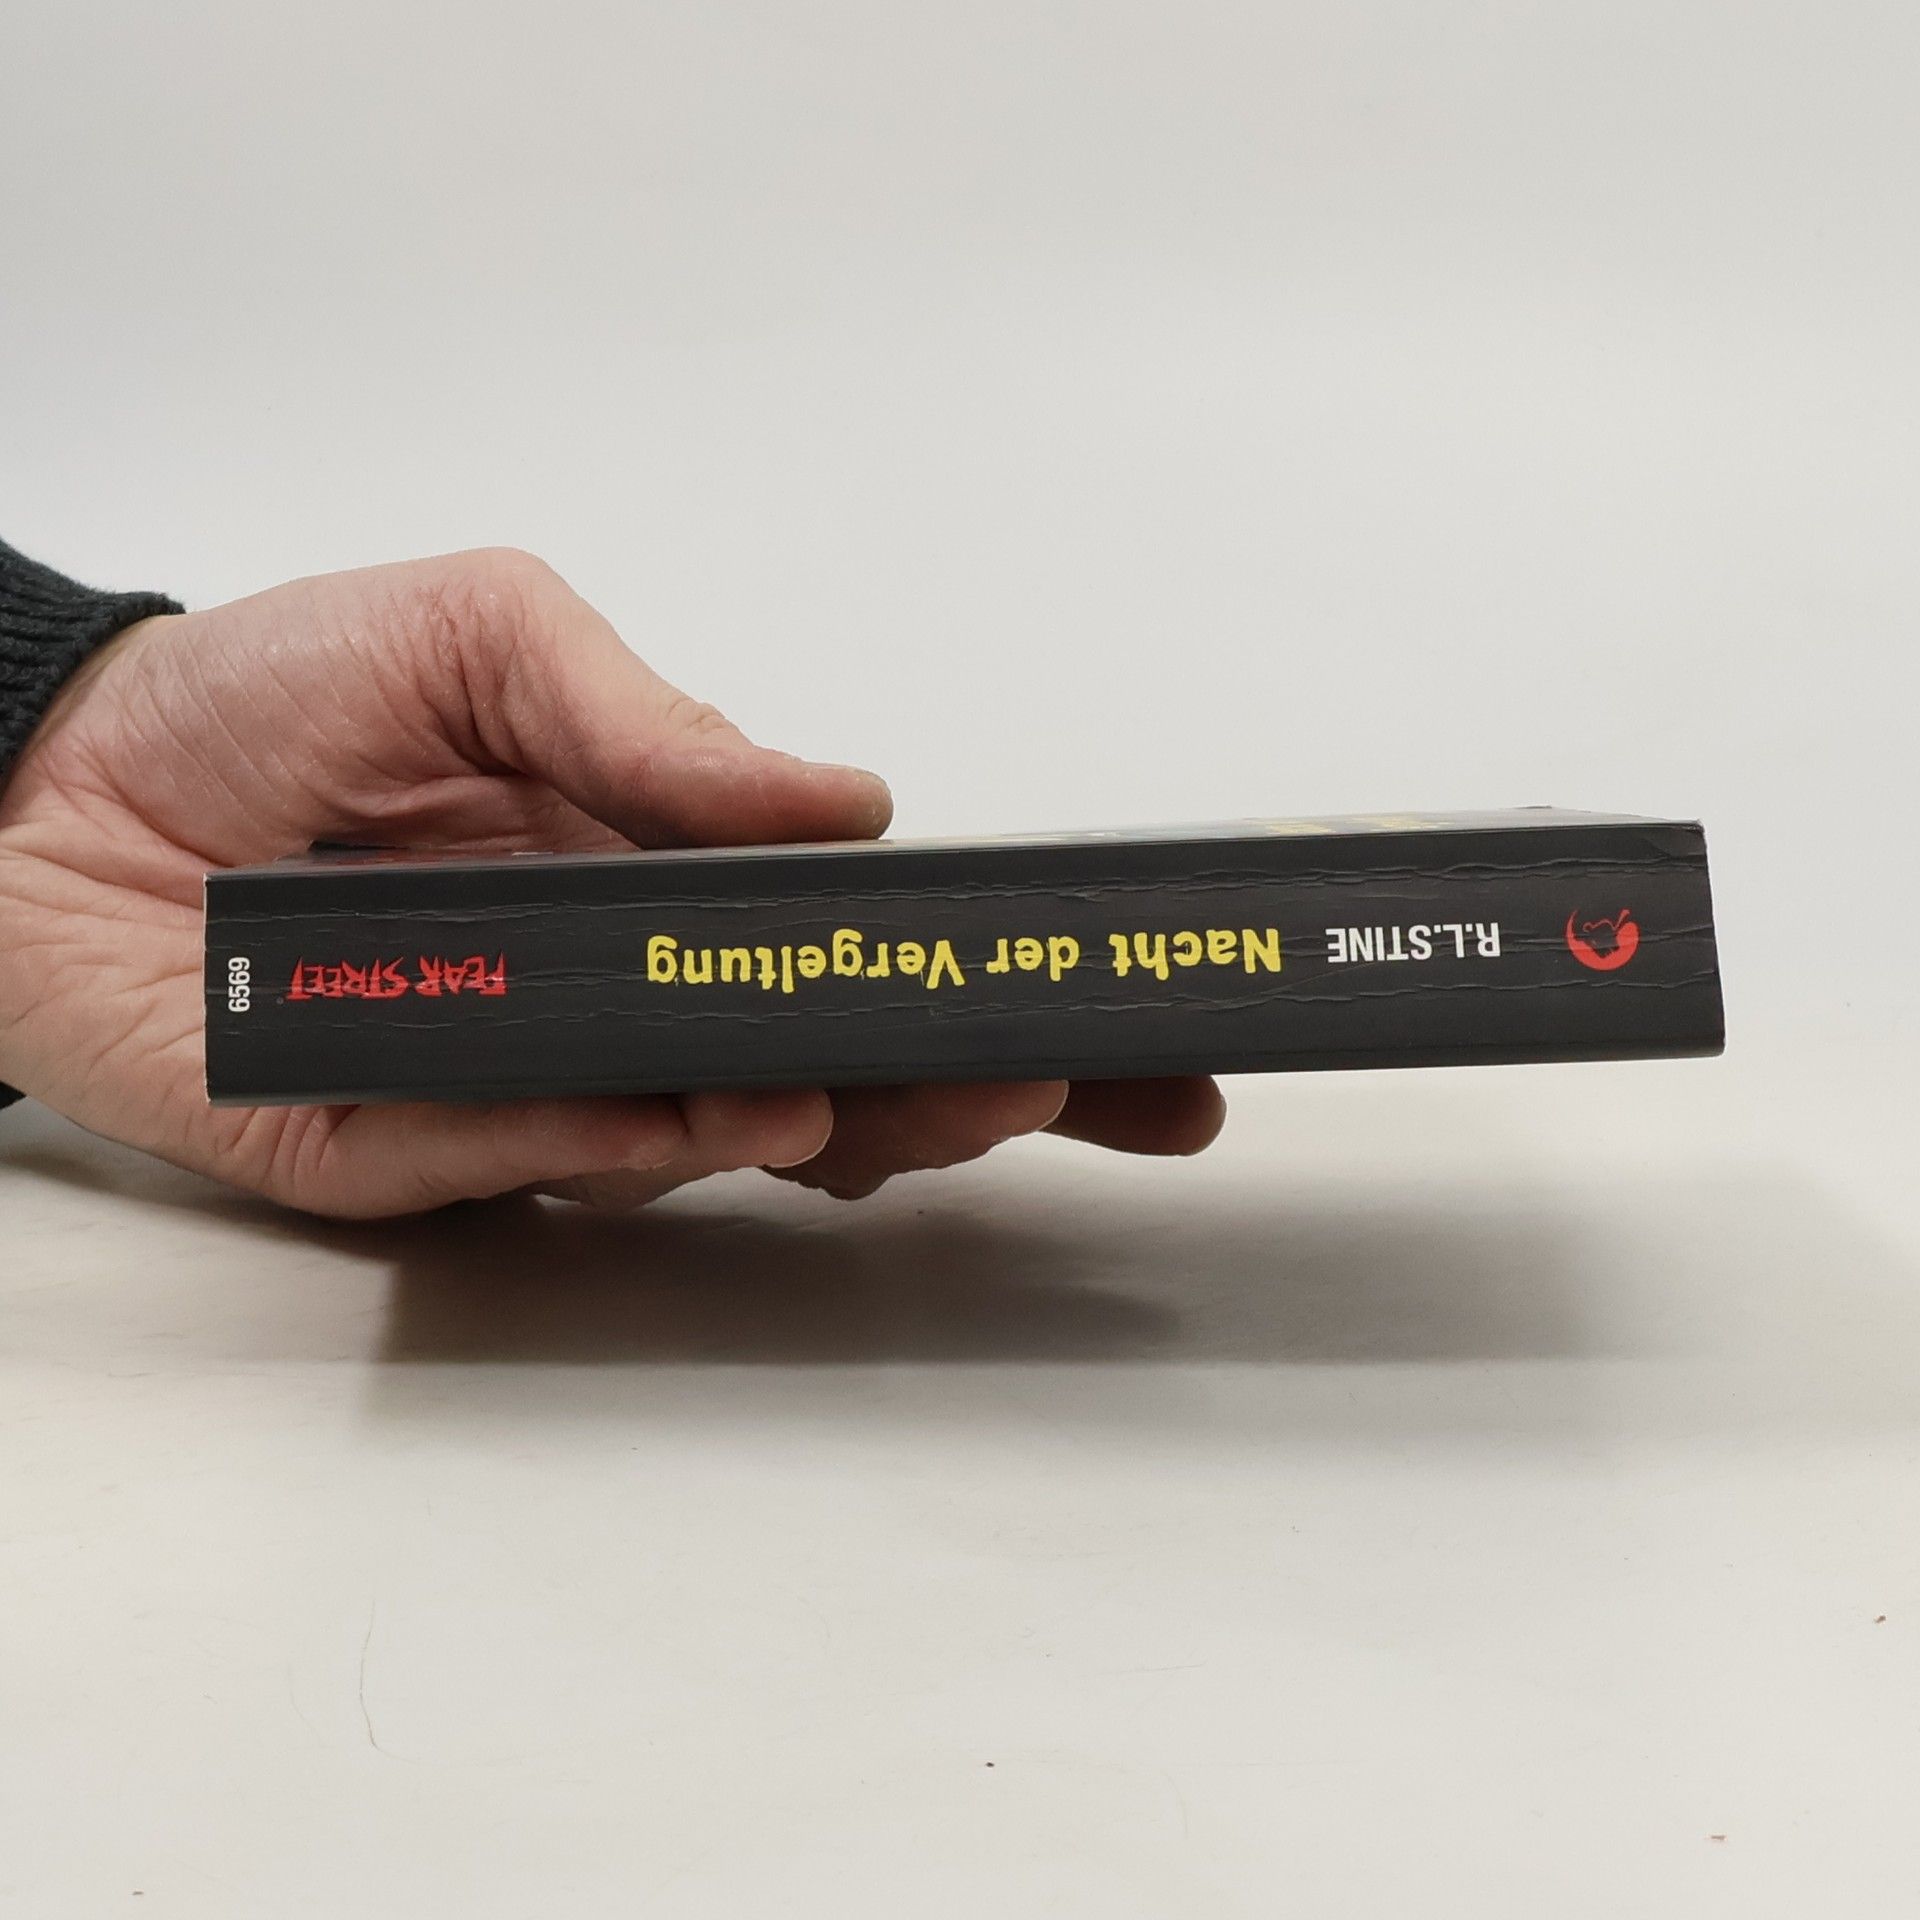 R.L.STINE
Nacht der Vergeltung
FEAR STREET
6569